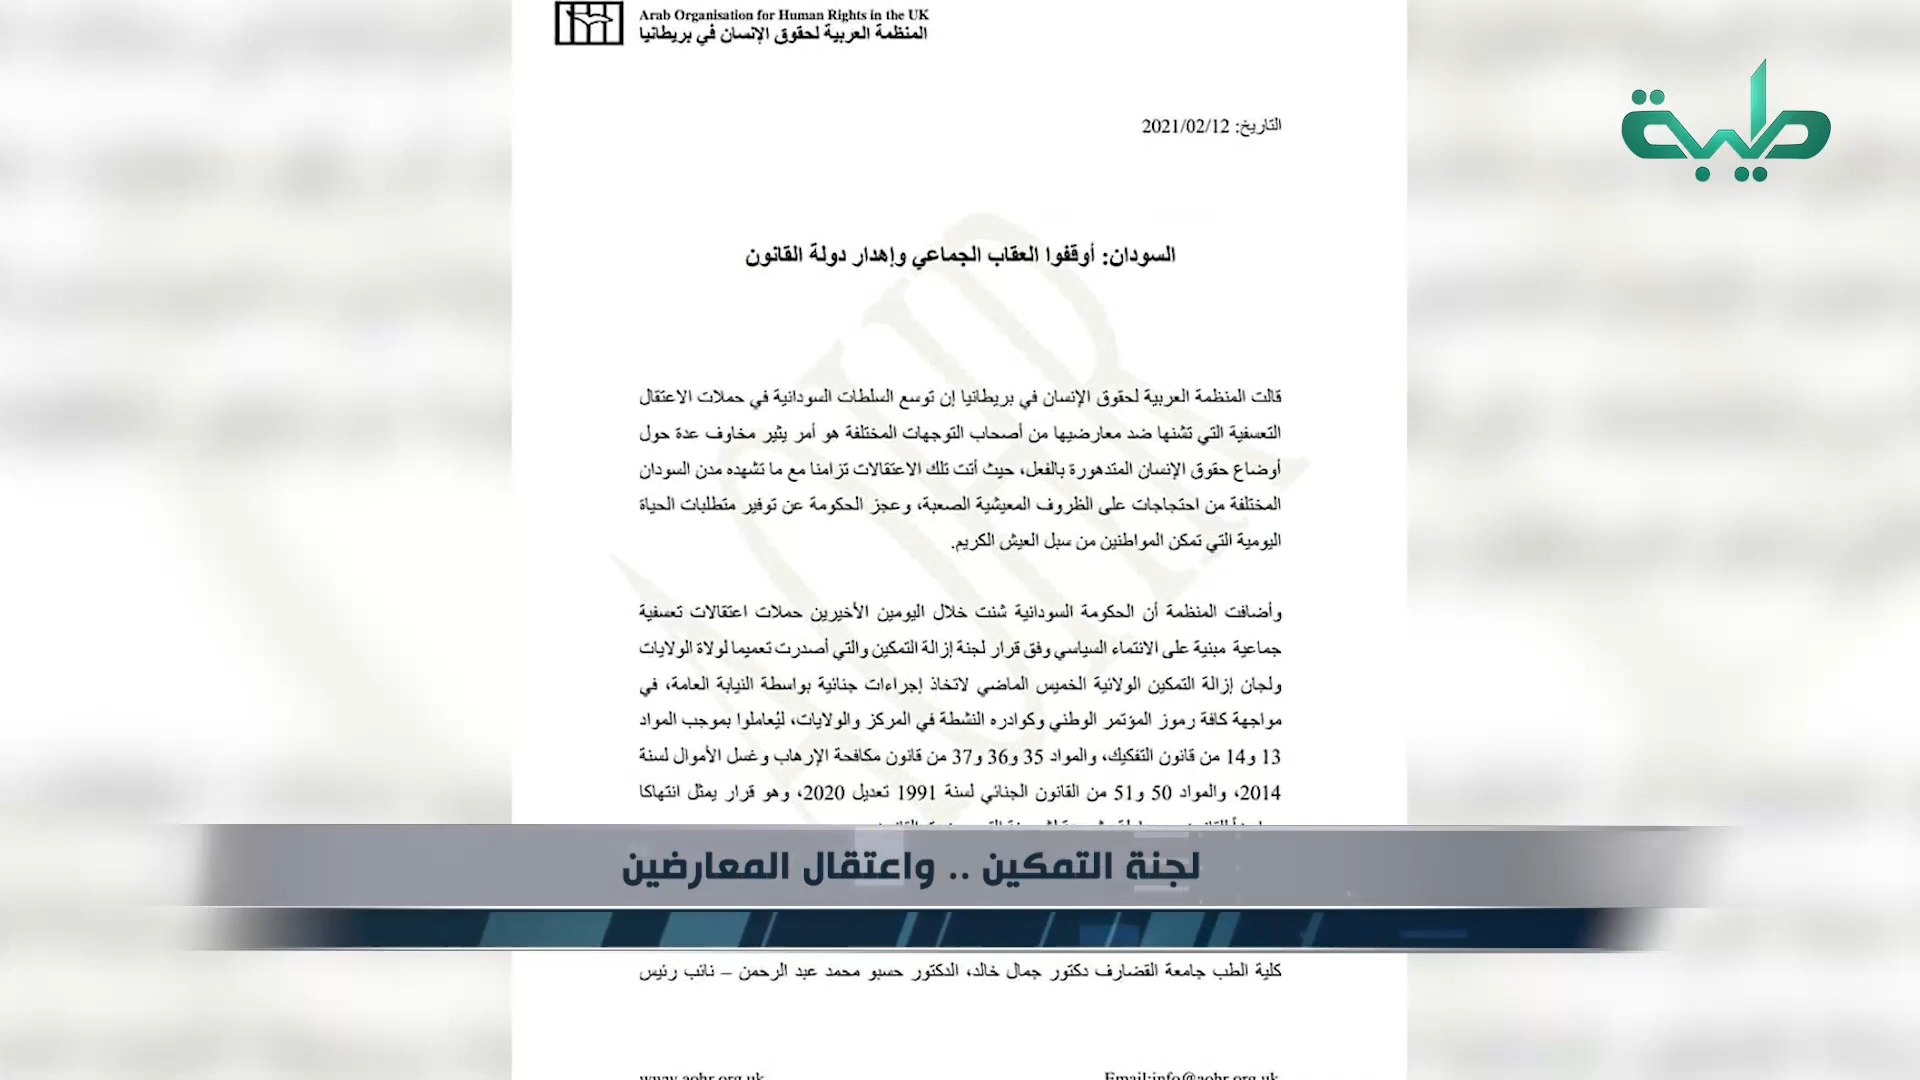 Arab Organisation for Human Rights in the UK
المنظمة العربية لحقوق الإنسان في بريطانيا
طيبة
التاريخ: 2021/02/12
السودان: أوقفوا العقاب الجماعي وإهدار دولة القانون
قالت المنظمة العربية لحقوق الإنسان في بريطانيا إن توسع السلطات السودانية في حملات الاعتقال
التعسفية التي تشنها ضد معارضيها من أصحاب التوجهات المختلفة هو أمر يثير مخاوف عدة حول
أوضاع حقوق الإنسان المتدهورة بالفعل، حيث أتت تلك الاعتقالات تزامنا مع ما تشهده مدن السودان
المختلفة من احتجاجات على الظروف المعيشية الصعبة، وعجز الحكومة عن توفير متطلبات الحياة
اليومية التي تمكن المواطنين من سبل العيش الكريم.
وأضافت المنظمة أن الحكومة السودانية شنت خلال اليومين الأخيرين حملات اعتقالات تعسفية
جماعية مبنية على الانتماء السياسي وفق قرار لجنة إزالة التمكين والتي أصدرت تعميما لولاة الولايات
ولجان إزالة التمكين الولائية الخميس الماضي لاتخاذ إجراءات جنائية بواسطة النيابة العامة، في
مواجهة كافة رموز المؤتمر الوطني وكوادره النشطة في المركز والولايات، ليُعاملوا بموجب المواد
13 و14 من قانون التفكيك، والمواد 35 و36 و37 من قانون مكافحة الإرهاب وغسل الأموال لسنة
2014، والمواد 50 و51 من القانون الجنائي لسنة 1991 تعديل 2020، وهو قرار يمثل انتهاكا
لجنة التمكين .. واعتقال المعارضين
كلية الطب جامعة القضارف دكتور جمال خالد، الدكتور حسبو محمد عبد الرحمن – نائب رئيس
www.aohr.org.uk Email:info@aohr.org.uk